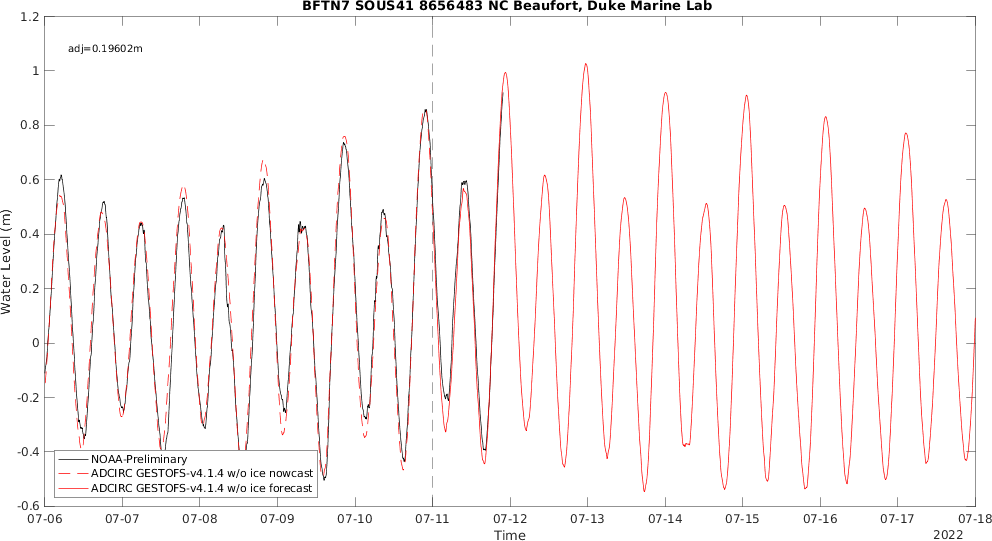 BFTN7 SOUS41 8656483 NC Beaufort, Duke Marine Lab
adj=0.19602m
Water Level (m)
1.2
1
0.8
0.6
0.4
0.2
0
-0.2
-0.4
-0.6
NOAA-Preliminary
ADCIRC GESTOFS-v4.1.4 w/o ice nowcast
ADCIRC GESTOFS-v4.1.4 w/o ice forecast
07-06 07-07 07-08 07-09 07-10 07-11 07-12 07-13 07-14 07-15 07-16 07-17 07-18
Time
2022